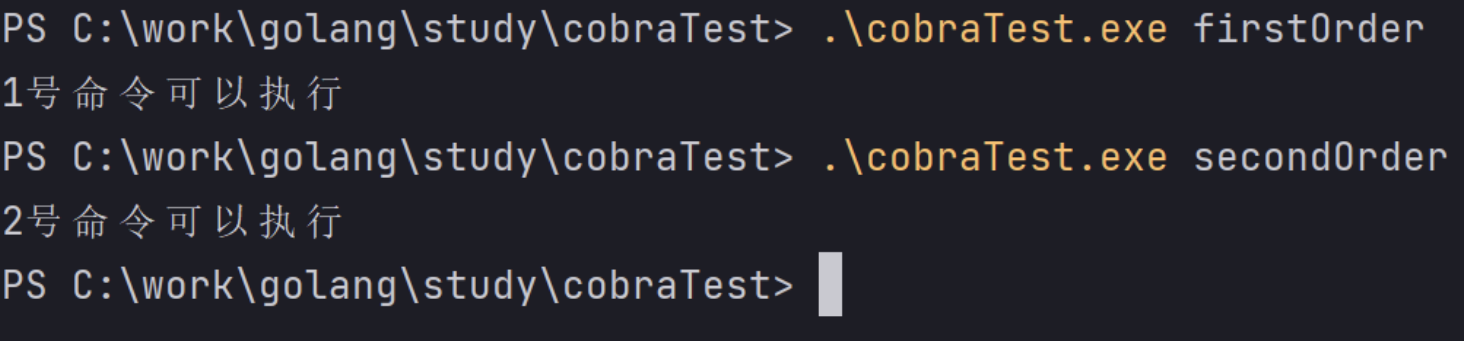 PS C:\work\golang\study\cobraTest> .\cobraTest.exe firstOrder
1号命令可以执行
PS C:\work\golang\study\cobraTest> .\cobraTest.exe secondOrder
2号命令可以执行
PS C:\work\golang\study\cobraTest>